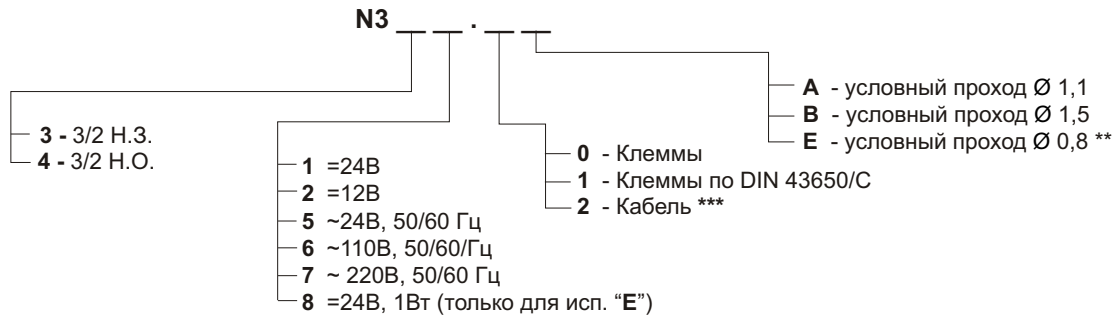 N3 __ __ . __ __
A - условный проход Ø 1,1
B - условный проход Ø 1,5
E - условный проход Ø 0,8 **
3 - 3/2 Н.З.
4 - 3/2 Н.О.
0 - Клеммы
1 - Клеммы по DIN 43650/C
2 - Кабель ***
1 =24В
2 =12В
5 ~24В, 50/60 Гц
6 ~110В, 50/60/Гц
7 ~ 220В, 50/60 Гц
8 =24В, 1Вт (только для исп. “E”)